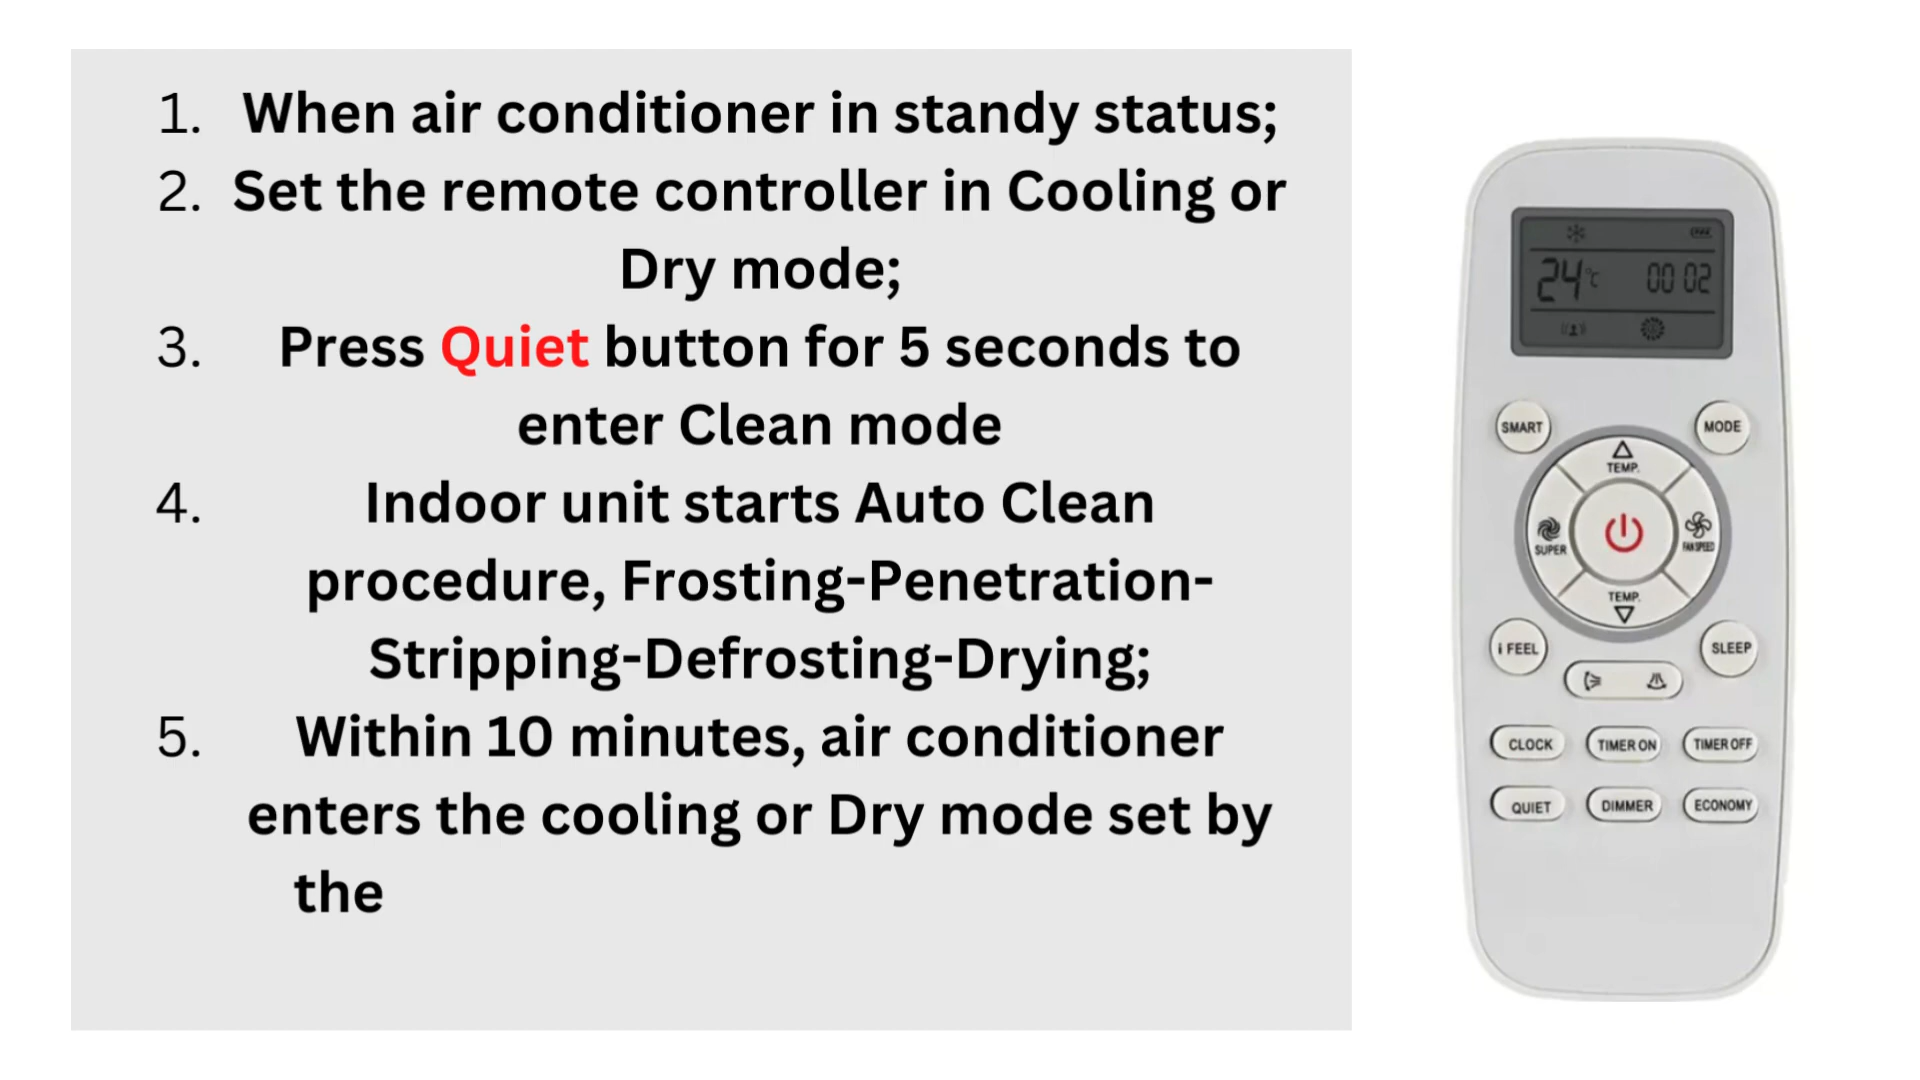 1. When air conditioner in standy status;
2. Set the remote controller in Cooling or
Dry mode;
3. Press Quiet button for 5 seconds to
enter Clean mode
4. Indoor unit starts Auto Clean
procedure, Frosting-Penetration-
Stripping-Defrosting-Drying;
5. Within 10 minutes, air conditioner
enters the cooling or Dry mode set by
the
24°C 00 02
SMART MODE
TEMP.
SUPER FAN SPEED
TEMP.
i FEEL SLEEP
CLOCK TIMER ON TIMER OFF
QUIET DIMMER ECONOMY